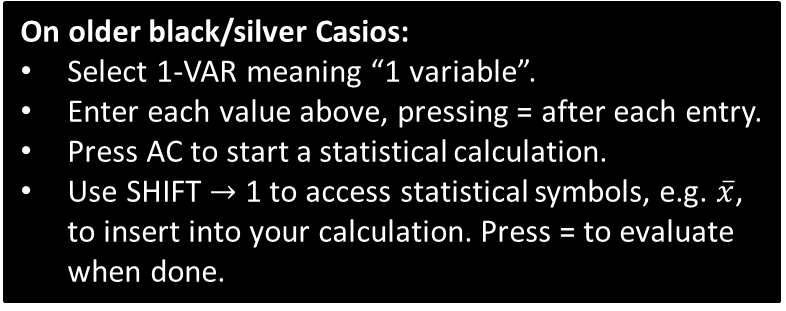 On older black/silver Casios:
• Select 1-VAR meaning “1 variable”.
• Enter each value above, pressing = after each entry.
• Press AC to start a statistical calculation.
• Use SHIFT → 1 to access statistical symbols, e.g. x̄,
to insert into your calculation. Press = to evaluate
when done.